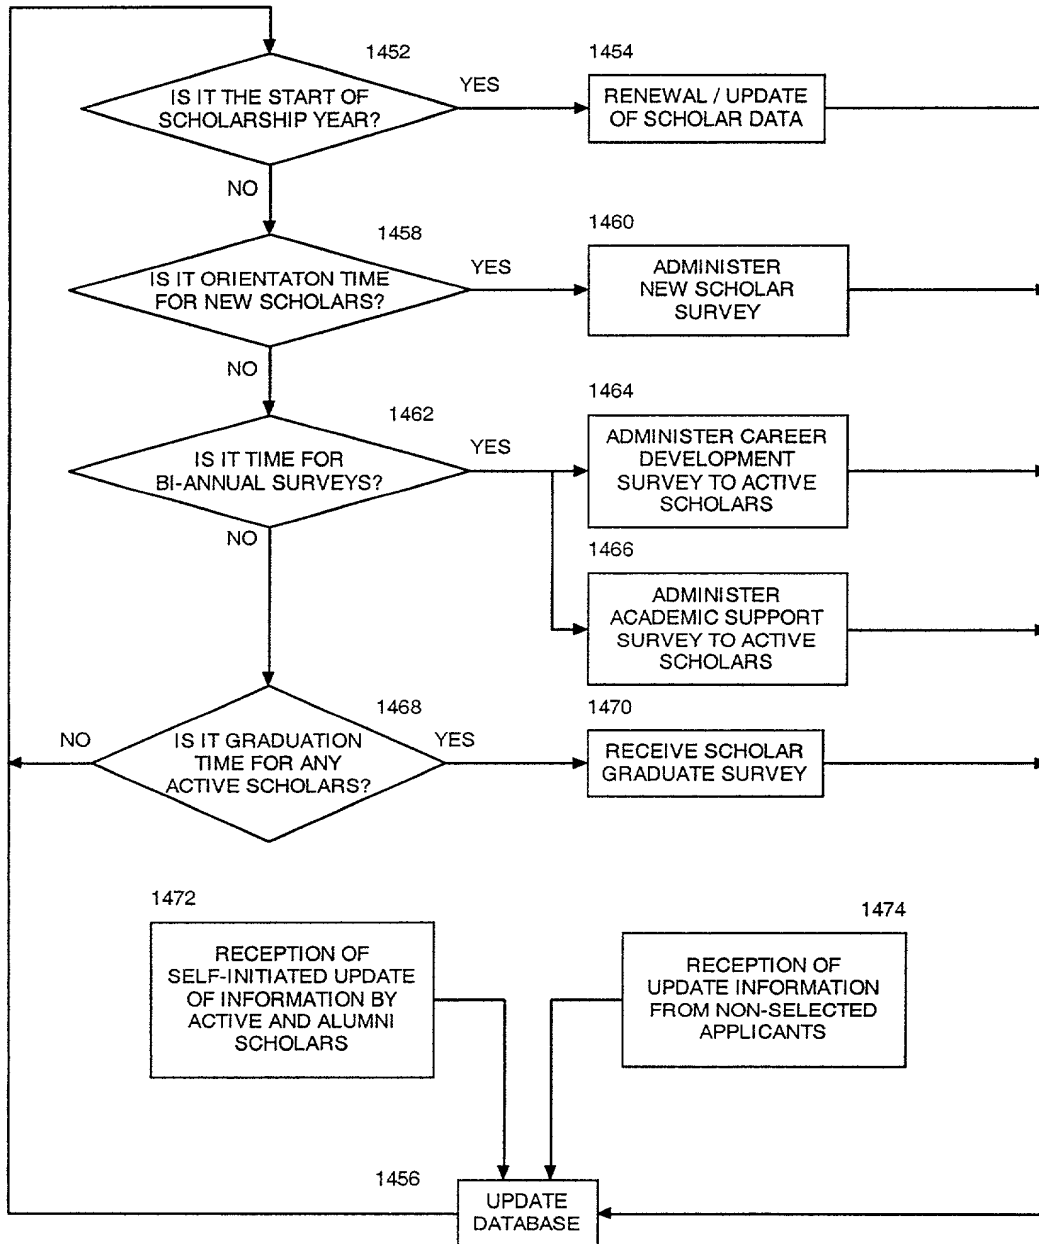 1452
1454
IS IT THE START OF
SCHOLARSHIP YEAR?
YES
RENEWAL / UPDATE
OF SCHOLAR DATA
NO
1458
1460
IS IT ORIENTATON TIME
FOR NEW SCHOLARS?
YES
ADMINISTER
NEW SCHOLAR
SURVEY
NO
1462
1464
IS IT TIME FOR
BI-ANNUAL SURVEYS?
YES
ADMINISTER CAREER
DEVELOPMENT
SURVEY TO ACTIVE
SCHOLARS
NO
1466
ADMINISTER
ACADEMIC SUPPORT
SURVEY TO ACTIVE
SCHOLARS
1468
1470
NO
IS IT GRADUATION
TIME FOR ANY
ACTIVE SCHOLARS?
YES
RECEIVE SCHOLAR
GRADUATE SURVEY
1472
RECEPTION OF
SELF-INITIATED UPDATE
OF INFORMATION BY
ACTIVE AND ALUMNI
SCHOLARS
1474
RECEPTION OF
UPDATE INFORMATION
FROM NON-SELECTED
APPLICANTS
1456
UPDATE
DATABASE